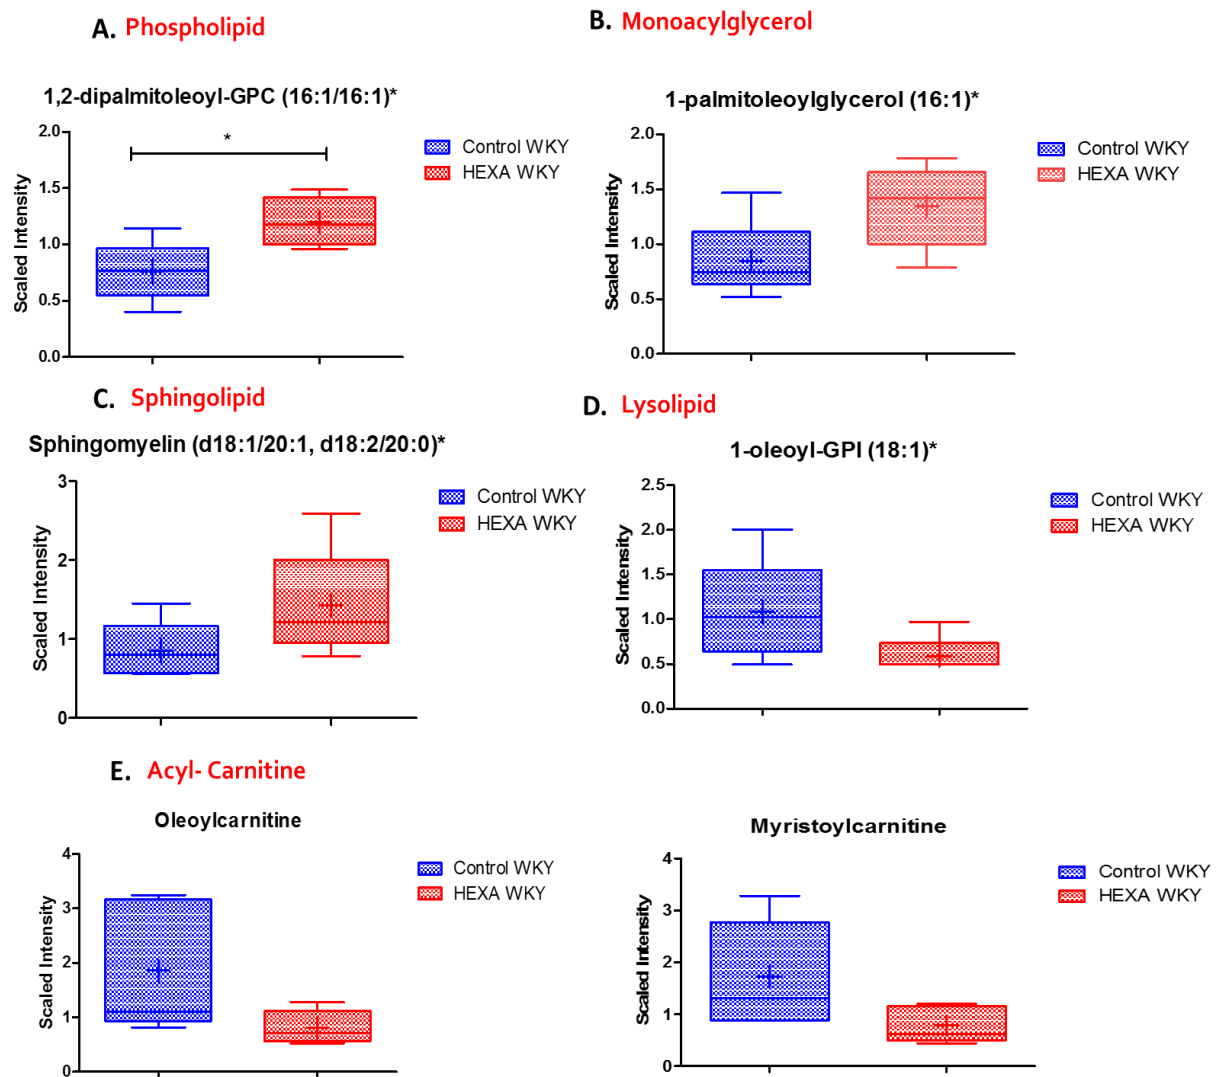 A. Phospholipid
1,2-dipalmitoleoyl-GPC (16:1/16:1)*
2.0
1.5
1.0
0.5
0.0
Scaled Intensity
*
Control WKY
HEXA WKY
B. Monoacylglycerol
1-palmitoleoylglycerol (16:1)*
2.0
1.5
1.0
0.5
0.0
Scaled Intensity
Control WKY
HEXA WKY
C. Sphingolipid
Sphingomyelin (d18:1/20:1, d18:2/20:0)*
3
2
1
0
Scaled Intensity
Control WKY
HEXA WKY
D. Lysolipid
1-oleoyl-GPI (18:1)*
2.5
2.0
1.5
1.0
0.5
0.0
Scaled Intensity
Control WKY
HEXA WKY
E. Acyl- Carnitine
Oleoylcarnitine
4
3
2
1
0
Scaled Intensity
Control WKY
HEXA WKY
Myristoylcarnitine
4
3
2
1
0
Scaled Intensity
Control WKY
HEXA WKY